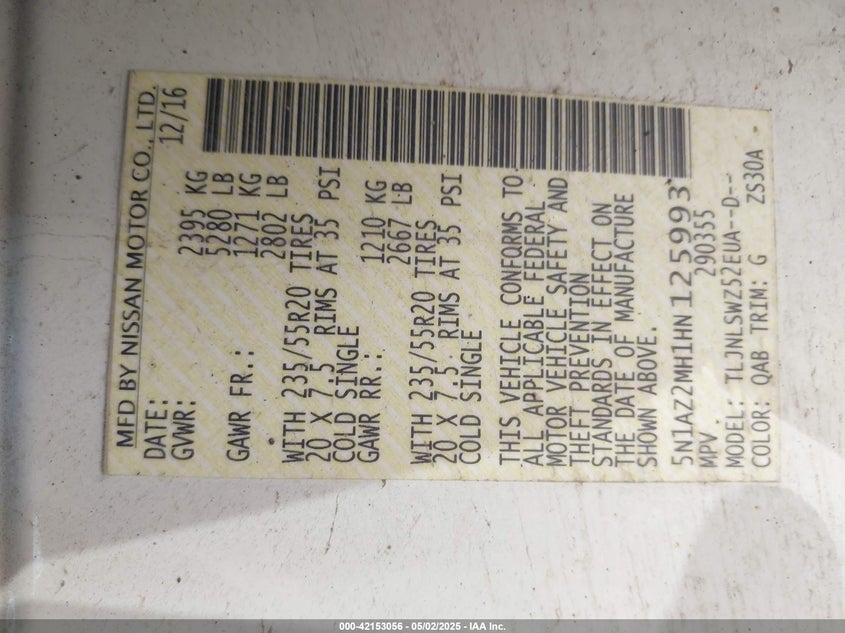 MFD BY NISSAN MOTOR CO., LTD.
DATE: 12/16
GVWR: 2395 KG
5280 LB
GAWR FR.: 1271 KG
2802 LB
WITH 235/55R20 TIRES
20 X 7.5 RIMS AT 35 PSI
COLD SINGLE
GAWR RR.: 1210 KG
2667 LB
WITH 235/55R20 TIRES
20 X 7.5 RIMS AT 35 PSI
COLD SINGLE
THIS VEHICLE CONFORMS TO
ALL APPLICABLE FEDERAL
MOTOR VEHICLE SAFETY AND
THEFT PREVENTION
STANDARDS IN EFFECT ON
THE DATE OF MANUFACTURE
SHOWN ABOVE.
5N1AZ2MH1HN125993
MPV 290355
MODEL: TLJNLSWZ52EUA--D--
COLOR: QAB TRIM: G ZS30A
000-42153056 - 05/02/2025 - IAA Inc.